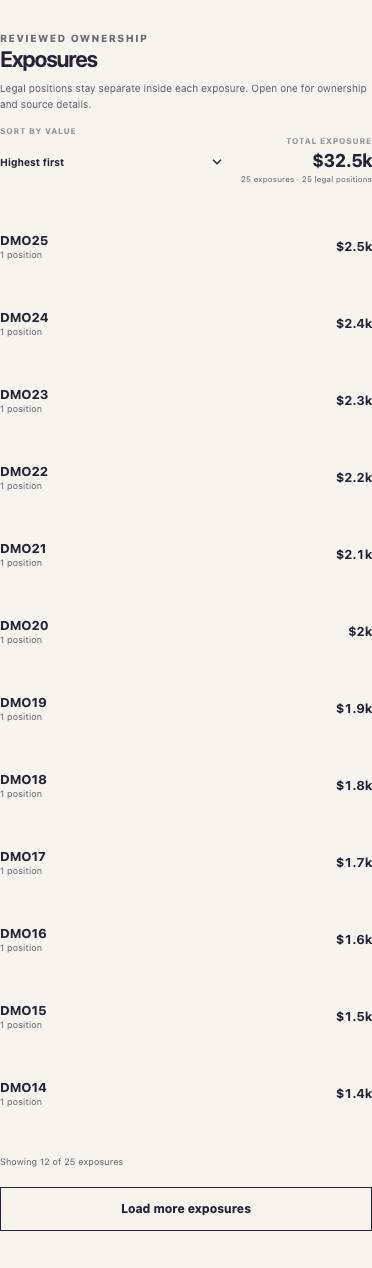 REVIEWED OWNERSHIP
Exposures
Legal positions stay separate inside each exposure. Open one for ownership
and source details.
SORT BY VALUE
Highest first
TOTAL EXPOSURE
$32.5k
25 exposures · 25 legal positions
DMO25
1 position
$2.5k
DMO24
1 position
$2.4k
DMO23
1 position
$2.3k
DMO22
1 position
$2.2k
DMO21
1 position
$2.1k
DMO20
1 position
$2k
DMO19
1 position
$1.9k
DMO18
1 position
$1.8k
DMO17
1 position
$1.7k
DMO16
1 position
$1.6k
DMO15
1 position
$1.5k
DMO14
1 position
$1.4k
Showing 12 of 25 exposures
Load more exposures